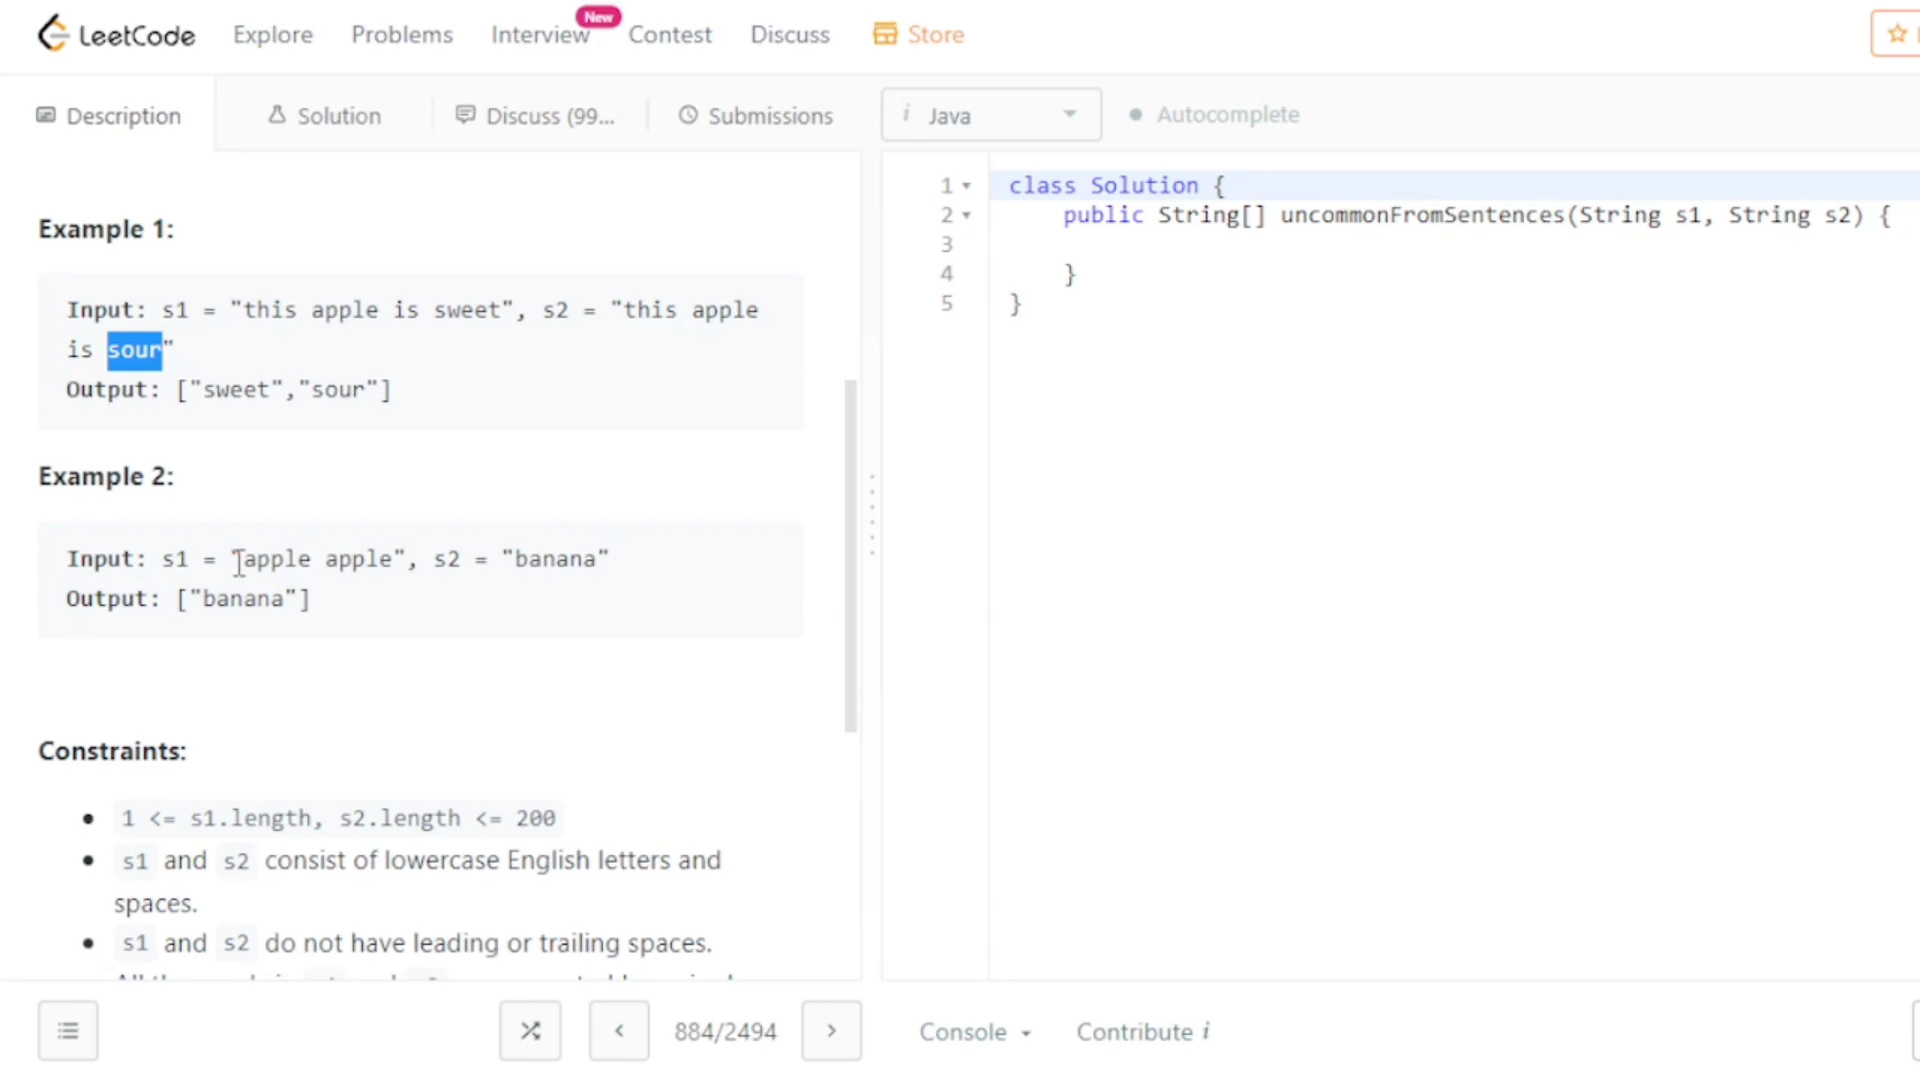 LeetCode Explore Problems Interview New Contest Discuss Store
Description Solution Discuss (99... Submissions
i Java Autocomplete
Example 1:
Input: s1 = "this apple is sweet", s2 = "this apple
is sour"
Output: ["sweet","sour"]
Example 2:
Input: s1 = "apple apple", s2 = "banana"
Output: ["banana"]
Constraints:
1 <= s1.length, s2.length <= 200
s1 and s2 consist of lowercase English letters and
spaces.
s1 and s2 do not have leading or trailing spaces.
1 class Solution {
2 public String[] uncommonFromSentences(String s1, String s2) {
3
4 }
5 }
884/2494
Console Contribute i